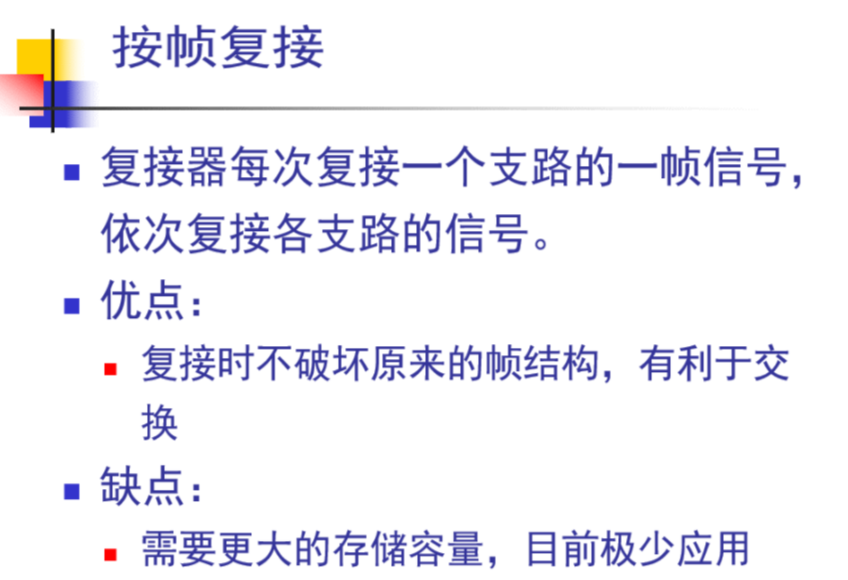 按帧复接
复接器每次复接一个支路的一帧信号，
依次复接各支路的信号。
优点：
复接时不破坏原来的帧结构，有利于交
换
缺点：
需要更大的存储容量，目前极少应用